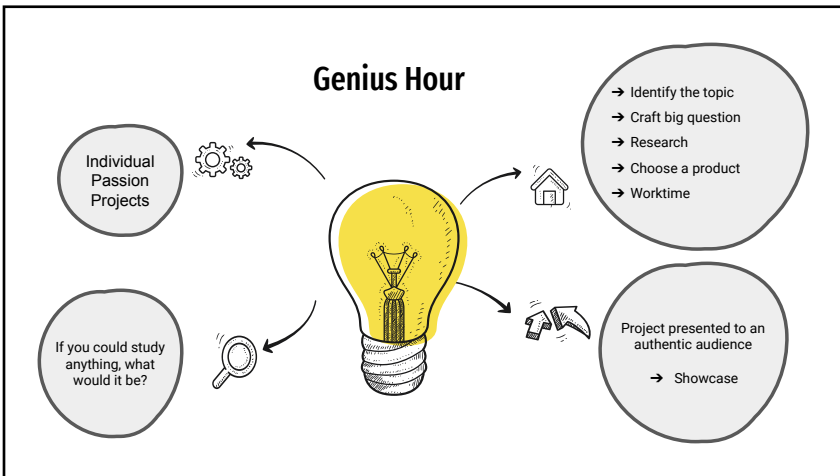 Genius Hour
Individual
Passion
Projects
If you could study
anything, what
would it be?
➔ Identify the topic
➔ Craft big question
➔ Research
➔ Choose a product
➔ Worktime
Project presented to an
authentic audience
➔ Showcase